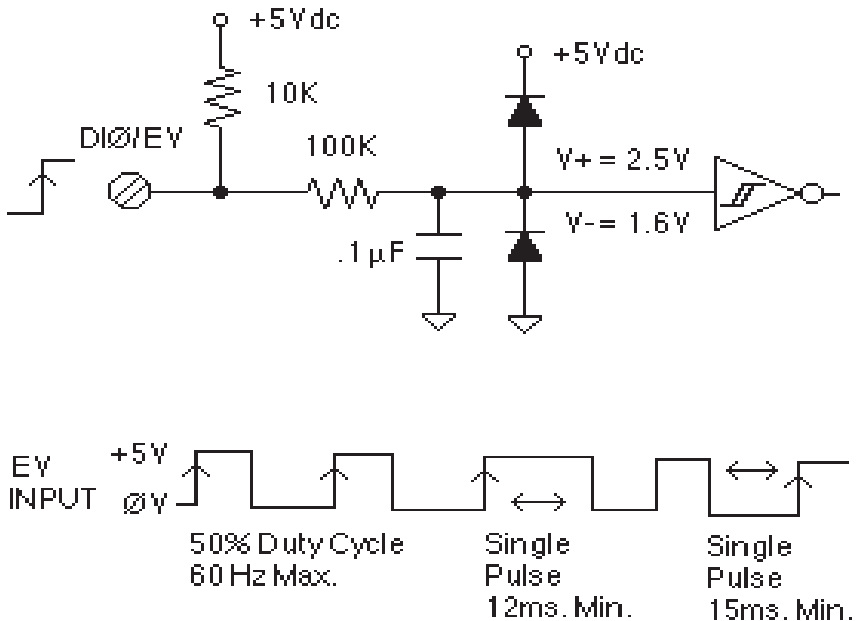 +5Vdc
10K
+5Vdc
DIØ/EV
100K
V+ = 2.5V
V-= 1.6V
.1µF
EV
INPUT
+5V
ØV
50% Duty Cycle
60 Hz Max.
Single
Pulse
12ms. Min.
Single
Pulse
15ms. Min.